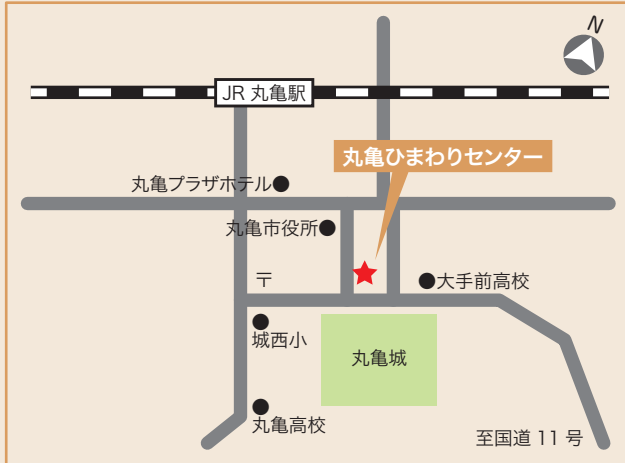 N
JR 丸亀駅
丸亀ひまわりセンター
丸亀プラザホテル
丸亀市役所
〒
大手前高校
城西小
丸亀城
丸亀高校
至国道 11 号